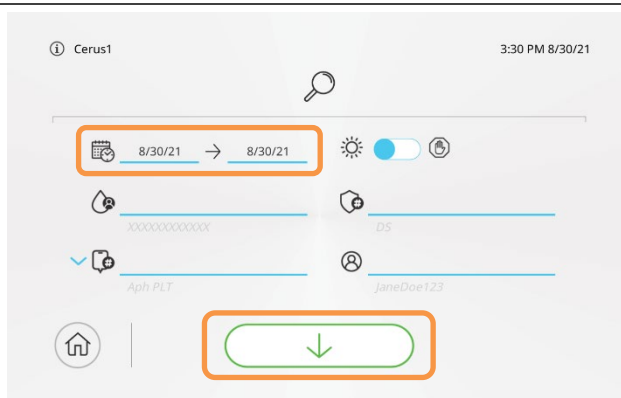 Cerus1 3:30 PM 8/30/21
8/30/21 → 8/30/21
XXXXXXXXXXXX DS
Aph PLT JaneDoe123